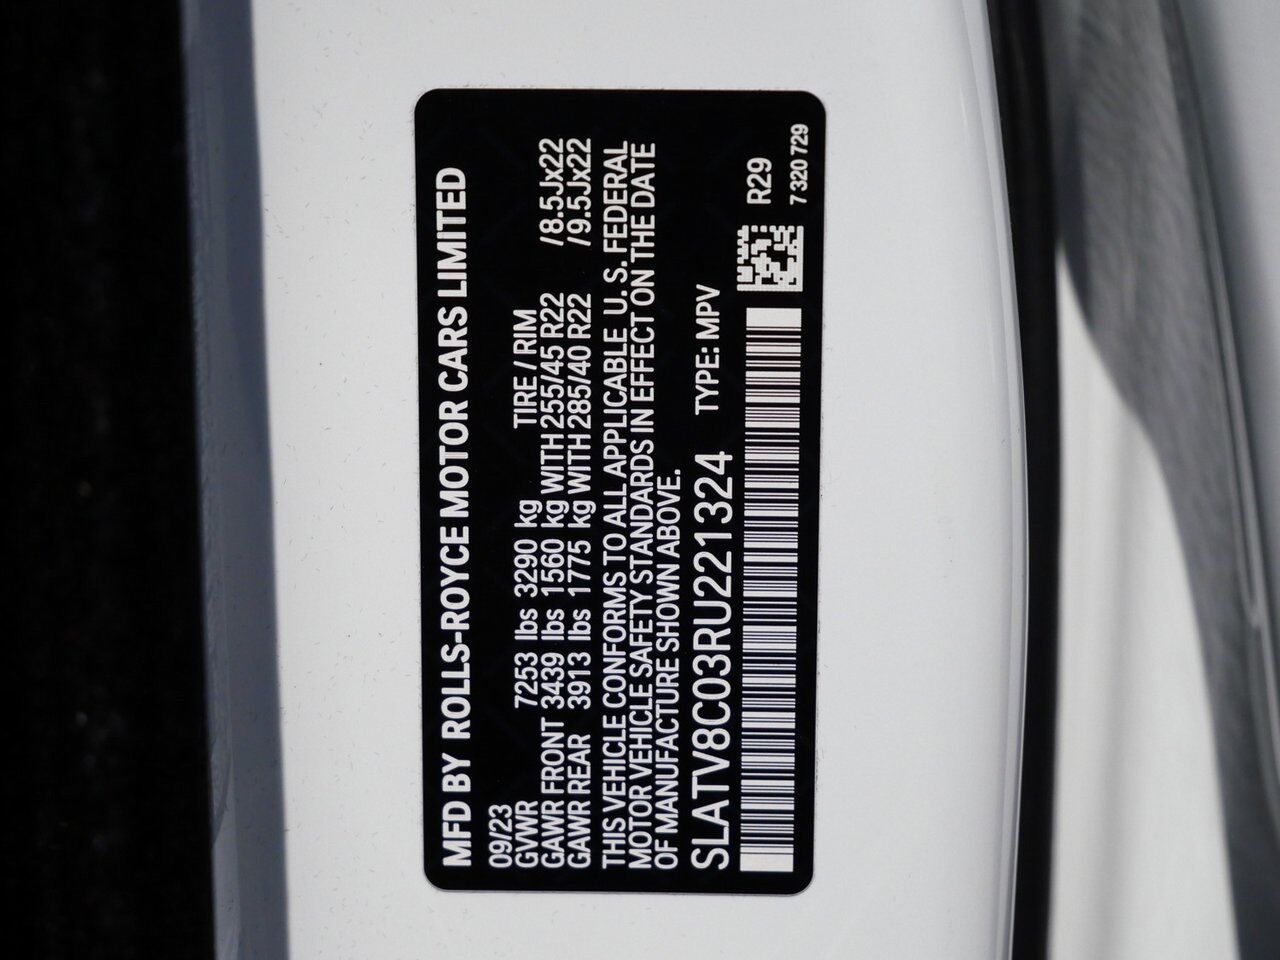 MFD BY ROLLS-ROYCE MOTOR CARS LIMITED
09/23
GVWR 7253 lbs 3290 kg TIRE / RIM
GAWR FRONT 3439 lbs 1560 kg WITH 255/45 R22 / 8.5Jx22
GAWR REAR 3913 lbs 1775 kg WITH 285/40 R22 / 9.5Jx22
THIS VEHICLE CONFORMS TO ALL APPLICABLE U.S. FEDERAL
MOTOR VEHICLE SAFETY STANDARDS IN EFFECT ON THE DATE
OF MANUFACTURE SHOWN ABOVE.
SLATV8C03RU221324 TYPE: MPV
R29
7 320 729